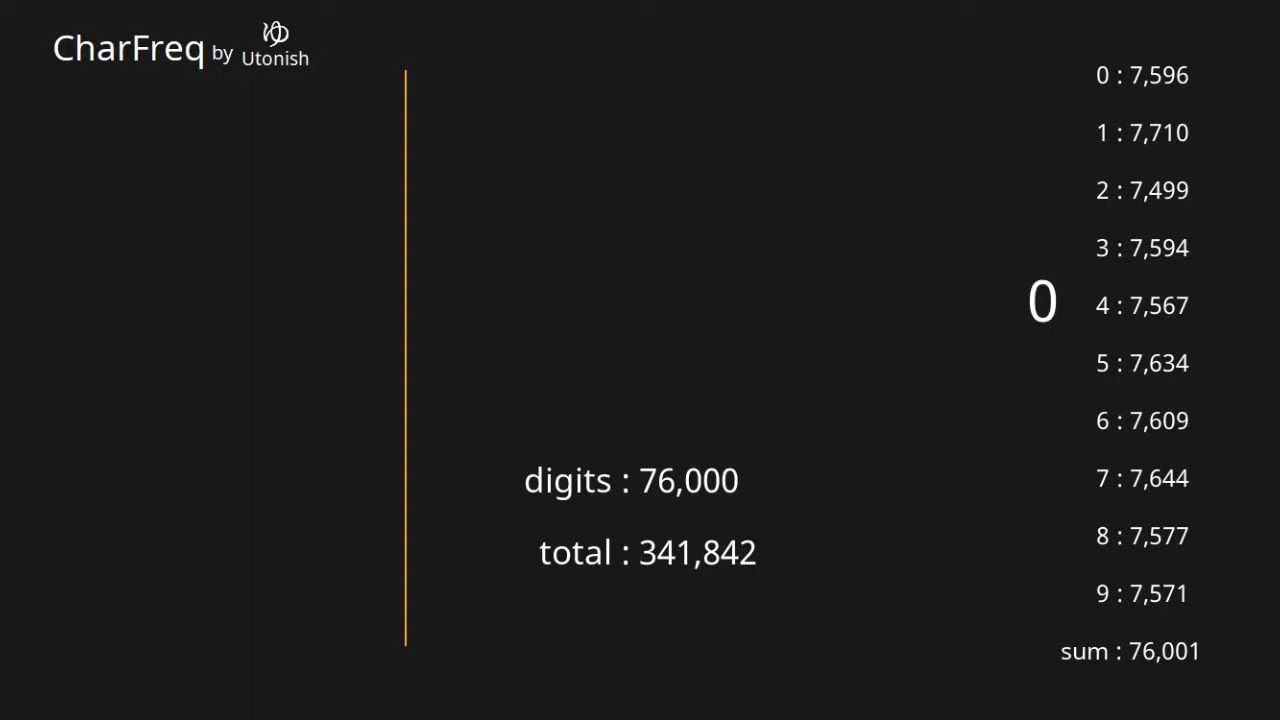 CharFreq by Utonish
0 : 7,596
1 : 7,710
2 : 7,499
3 : 7,594
0
4 : 7,567
5 : 7,634
6 : 7,609
7 : 7,644
8 : 7,577
9 : 7,571
sum : 76,001
digits : 76,000
total : 341,842